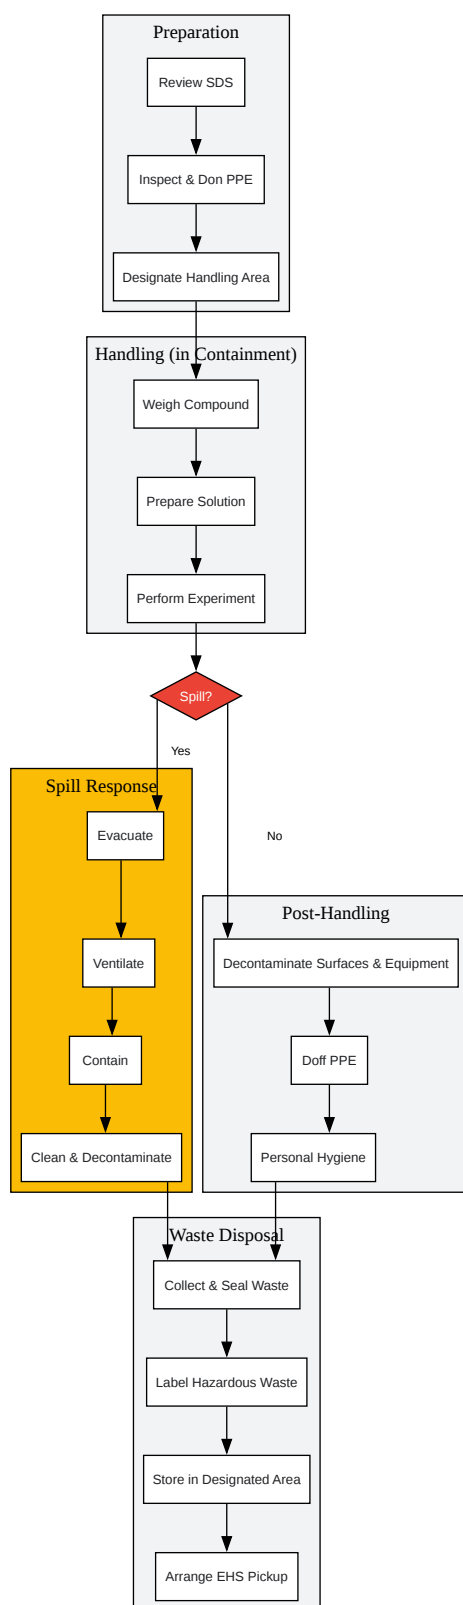 Preparation
Review SDS
Inspect & Don PPE
Designate Handling Area
Handling (in Containment)
Weigh Compound
Prepare Solution
Perform Experiment
Spill?
Yes
Spill Response
Evacuate
No
Post-Handling
Ventilate
Decontaminate Surfaces & Equipment
Contain
Doff PPE
Clean & Decontaminate
Personal Hygiene
Waste Disposal
Collect & Seal Waste
Label Hazardous Waste
Store in Designated Area
Arrange EHS Pickup